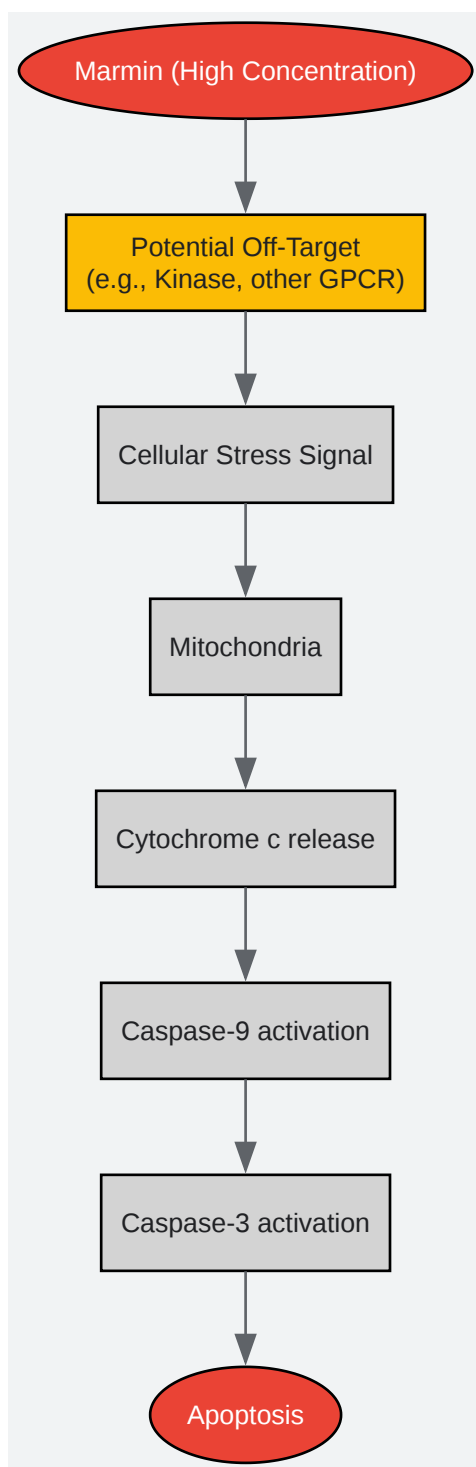 Marmin (High Concentration)
Potential Off-Target
(e.g., Kinase, other GPCR)
Cellular Stress Signal
Mitochondria
Cytochrome c release
Caspase-9 activation
Caspase-3 activation
Apoptosis